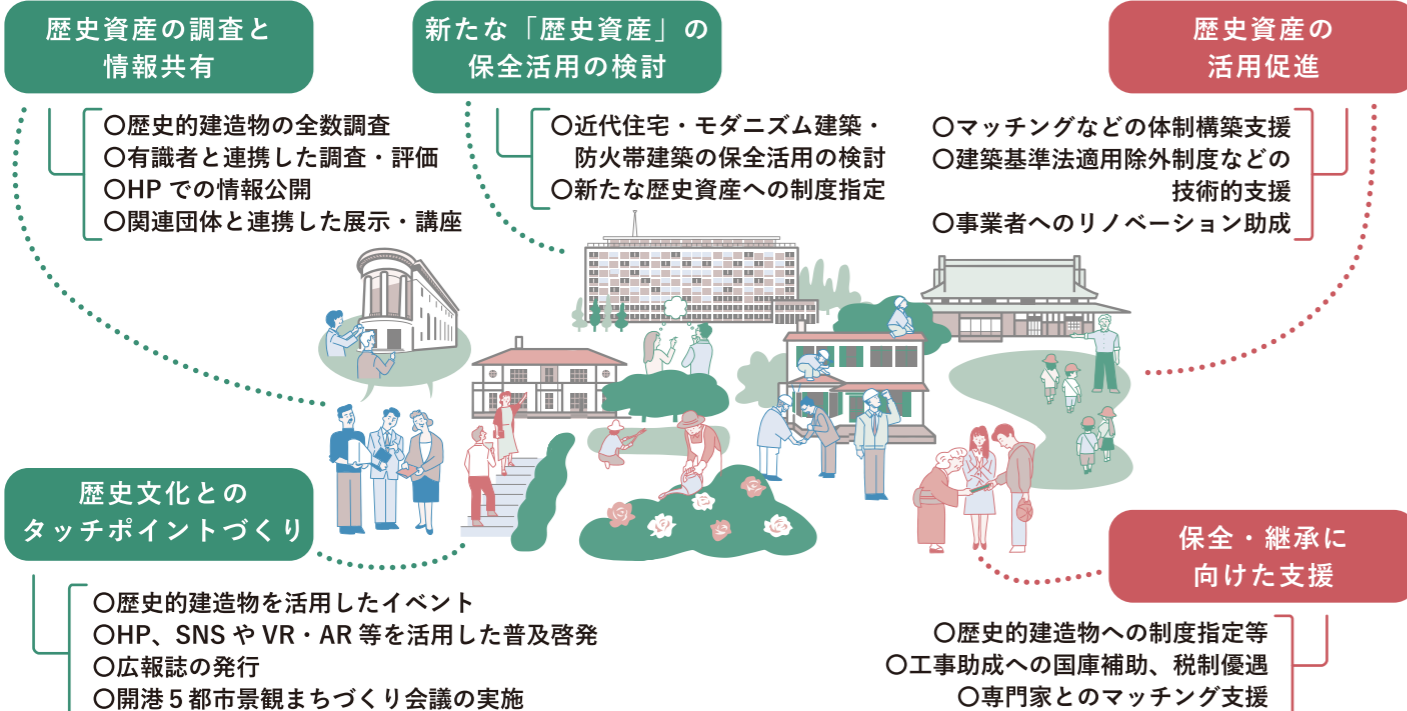 歴史資産の調査と
情報共有
〇歴史的建造物の全数調査
〇有識者と連携した調査・評価
〇HP での情報公開
〇関連団体と連携した展示・講座
新たな「歴史資産」の
保全活用の検討
〇近代住宅・モダニズム建築・
防火帯建築の保全活用の検討
〇新たな歴史資産への制度指定
歴史資産の
活用促進
〇マッチングなどの体制構築支援
〇建築基準法適用除外制度などの
技術的支援
〇事業者へのリノベーション助成
歴史文化との
タッチポイントづくり
〇歴史的建造物を活用したイベント
〇HP、SNS や VR・AR 等を活用した普及啓発
〇広報誌の発行
〇開港5都市景観まちづくり会議の実施
保全・継承に
向けた支援
〇歴史的建造物への制度指定等
〇工事助成への国庫補助、税制優遇
〇専門家とのマッチング支援